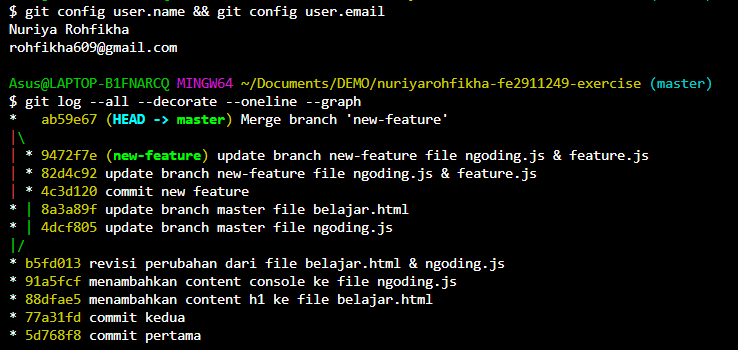 $ git config user.name && git config user.email
Nuriya Rohfikha
rohfikha609@gmail.com
Asus@LAPTOP-B1FNARCQ MINGW64 ~/Documents/DEMO/nuriyarohfikha-fe2911249-exercise (master)
$ git log --all --decorate --oneline --graph
*   ab59e67 (HEAD -> master) Merge branch 'new-feature'
|\
| * 9472f7e (new-feature) update branch new-feature file ngoding.js & feature.js
| * 82d4c92 update branch new-feature file ngoding.js & feature.js
| * 4c3d120 commit new feature
* | 8a3a89f update branch master file belajar.html
* | 4dcf805 update branch master file ngoding.js
|/
* b5fd013 revisi perubahan dari file belajar.html & ngoding.js
* 91a5fcf menambahkan content console ke file ngoding.js
* 88dfae5 menambahkan content h1 ke file belajar.html
* 77a31fd commit kedua
* 5d768f8 commit pertama